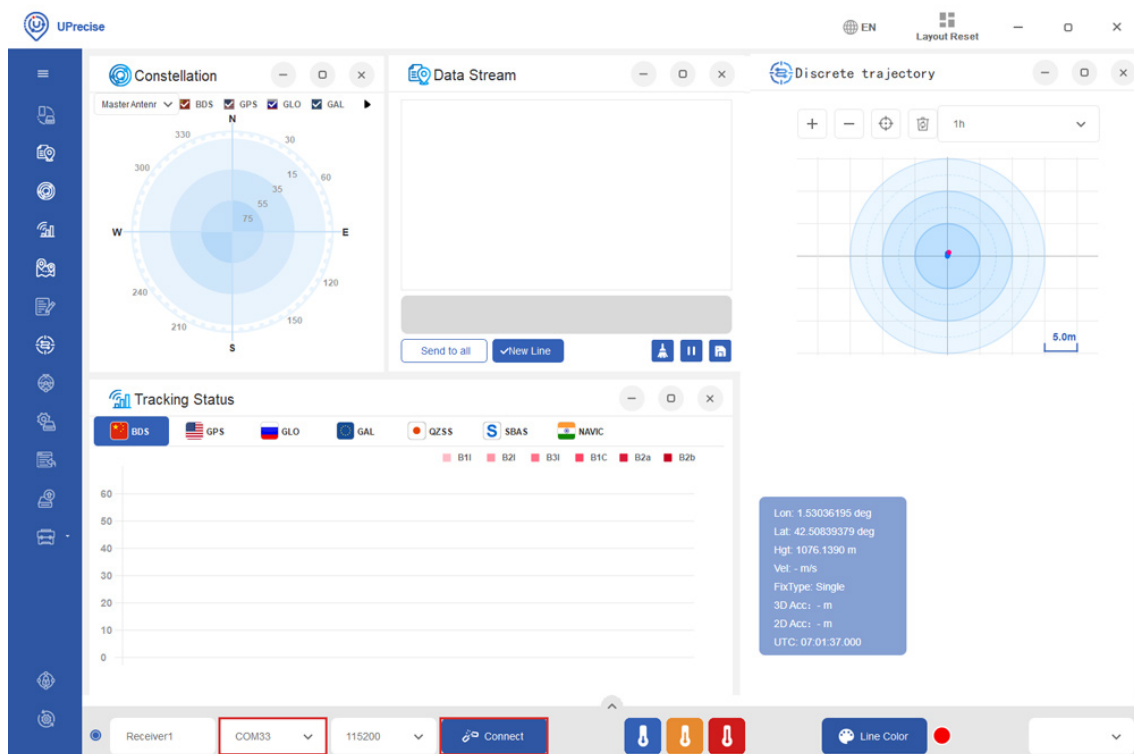 UPrecise
EN
Layout Reset
Constellation
Master Antenr
BDS
GPS
GLO
GAL
N
330
30
300
15
60
35
55
75
W
E
240
120
210
150
S
Data Stream
Send to all
New Line
Discrete trajectory
1h
5.0m
Tracking Status
BDS
GPS
GLO
GAL
QZSS
S SBAS
NAVIC
B1I
B2I
B3I
B1C
B2a
B2b
60
50
40
30
20
10
0
Lon: 1.53036195 deg
Lat: 42.50839379 deg
Hgt: 1076.1390 m
Vel: - m/s
FixType: Single
3D Acc: - m
2D Acc: - m
UTC: 07:01:37.000
Receiver1
COM33
115200
Connect
Line Color